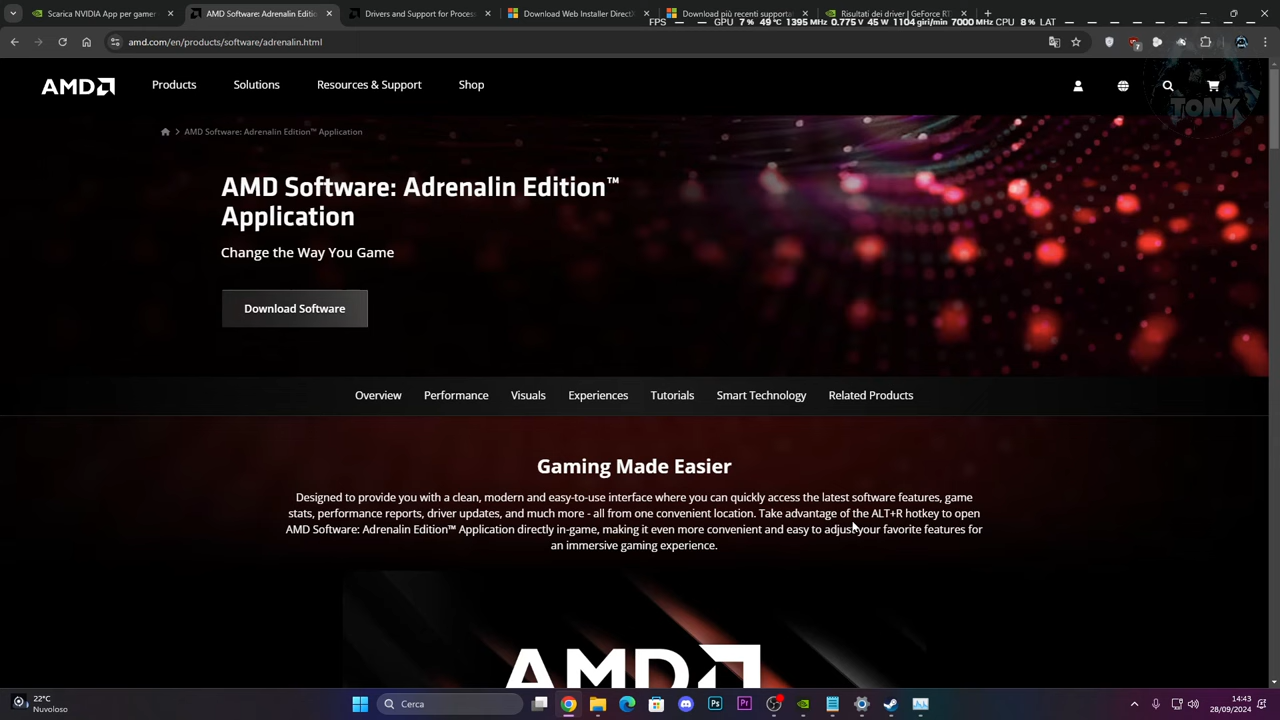 Scarica NVIDIA App per gamer
AMD Software: Adrenalin Editio
Drivers and Support for Process
Download Web Installer DirectX
Download più recenti supportat
Risultati dei driver | GeForce RT
FPS — — GPU 7 % 49 °C 1395 MHz 0.775 V 45 W 1104 giri/min 7000 MHz CPU 8 % LAT — — — —
amd.com/en/products/software/adrenalin.html
7
AMD
Products
Solutions
Resources & Support
Shop
TONY
AMD Software: Adrenalin Edition™ Application
AMD Software: Adrenalin Edition™
Application
Change the Way You Game
Download Software
Overview
Performance
Visuals
Experiences
Tutorials
Smart Technology
Related Products
Gaming Made Easier
Designed to provide you with a clean, modern and easy-to-use interface where you can quickly access the latest software features, game
stats, performance reports, driver updates, and much more - all from one convenient location. Take advantage of the ALT+R hotkey to open
AMD Software: Adrenalin Edition™ Application directly in-game, making it even more convenient and easy to adjust your favorite features for
an immersive gaming experience.
AMD
22°C
Nuvoloso
Cerca
Ps
Pr
14:43
28/09/2024